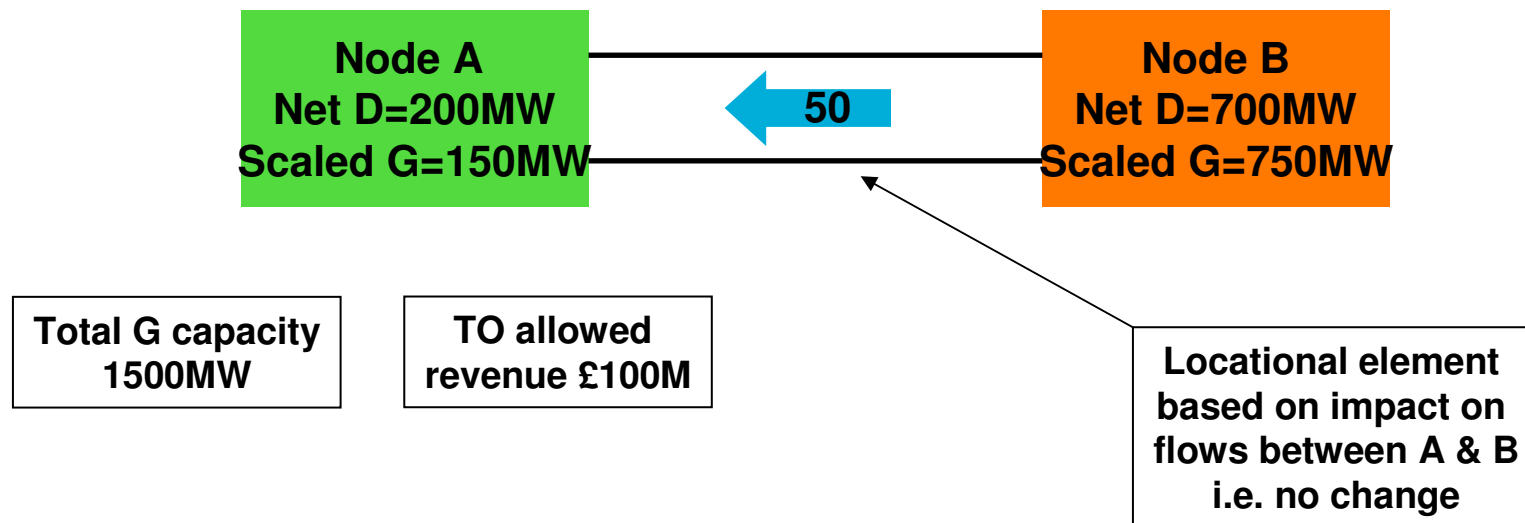 Node A
Net D=200MW
Scaled G=150MW
50
Node B
Net D=700MW
Scaled G=750MW
Total G capacity
1500MW
TO allowed
revenue £100M
Locational element
based on impact on
flows between A & B
i.e. no change